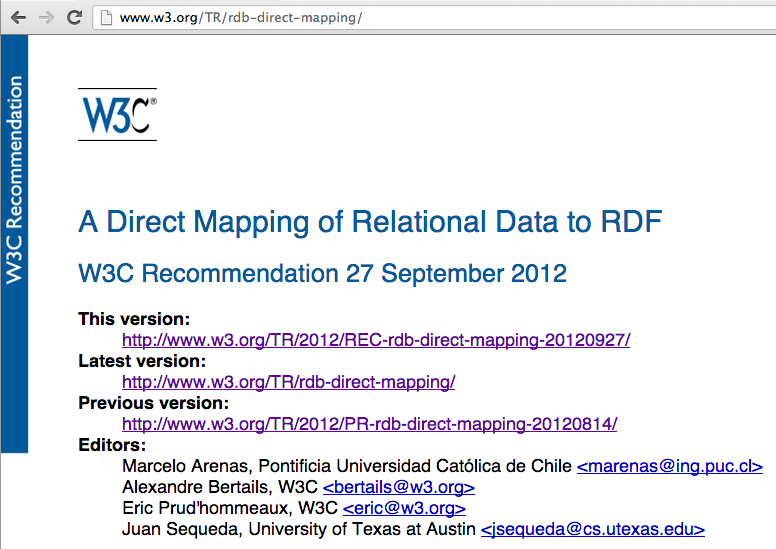 www.w3.org/TR/rdb-direct-mapping/
W3C Recommendation
W3C®
A Direct Mapping of Relational Data to RDF
W3C Recommendation 27 September 2012
This version:
http://www.w3.org/TR/2012/REC-rdb-direct-mapping-20120927/
Latest version:
http://www.w3.org/TR/rdb-direct-mapping/
Previous version:
http://www.w3.org/TR/2012/PR-rdb-direct-mapping-20120814/
Editors:
Marcelo Arenas, Pontificia Universidad Católica de Chile <marenas@ing.puc.cl>
Alexandre Bertails, W3C <bertails@w3.org>
Eric Prud'hommeaux, W3C <eric@w3.org>
Juan Sequeda, University of Texas at Austin <jsequeda@cs.utexas.edu>